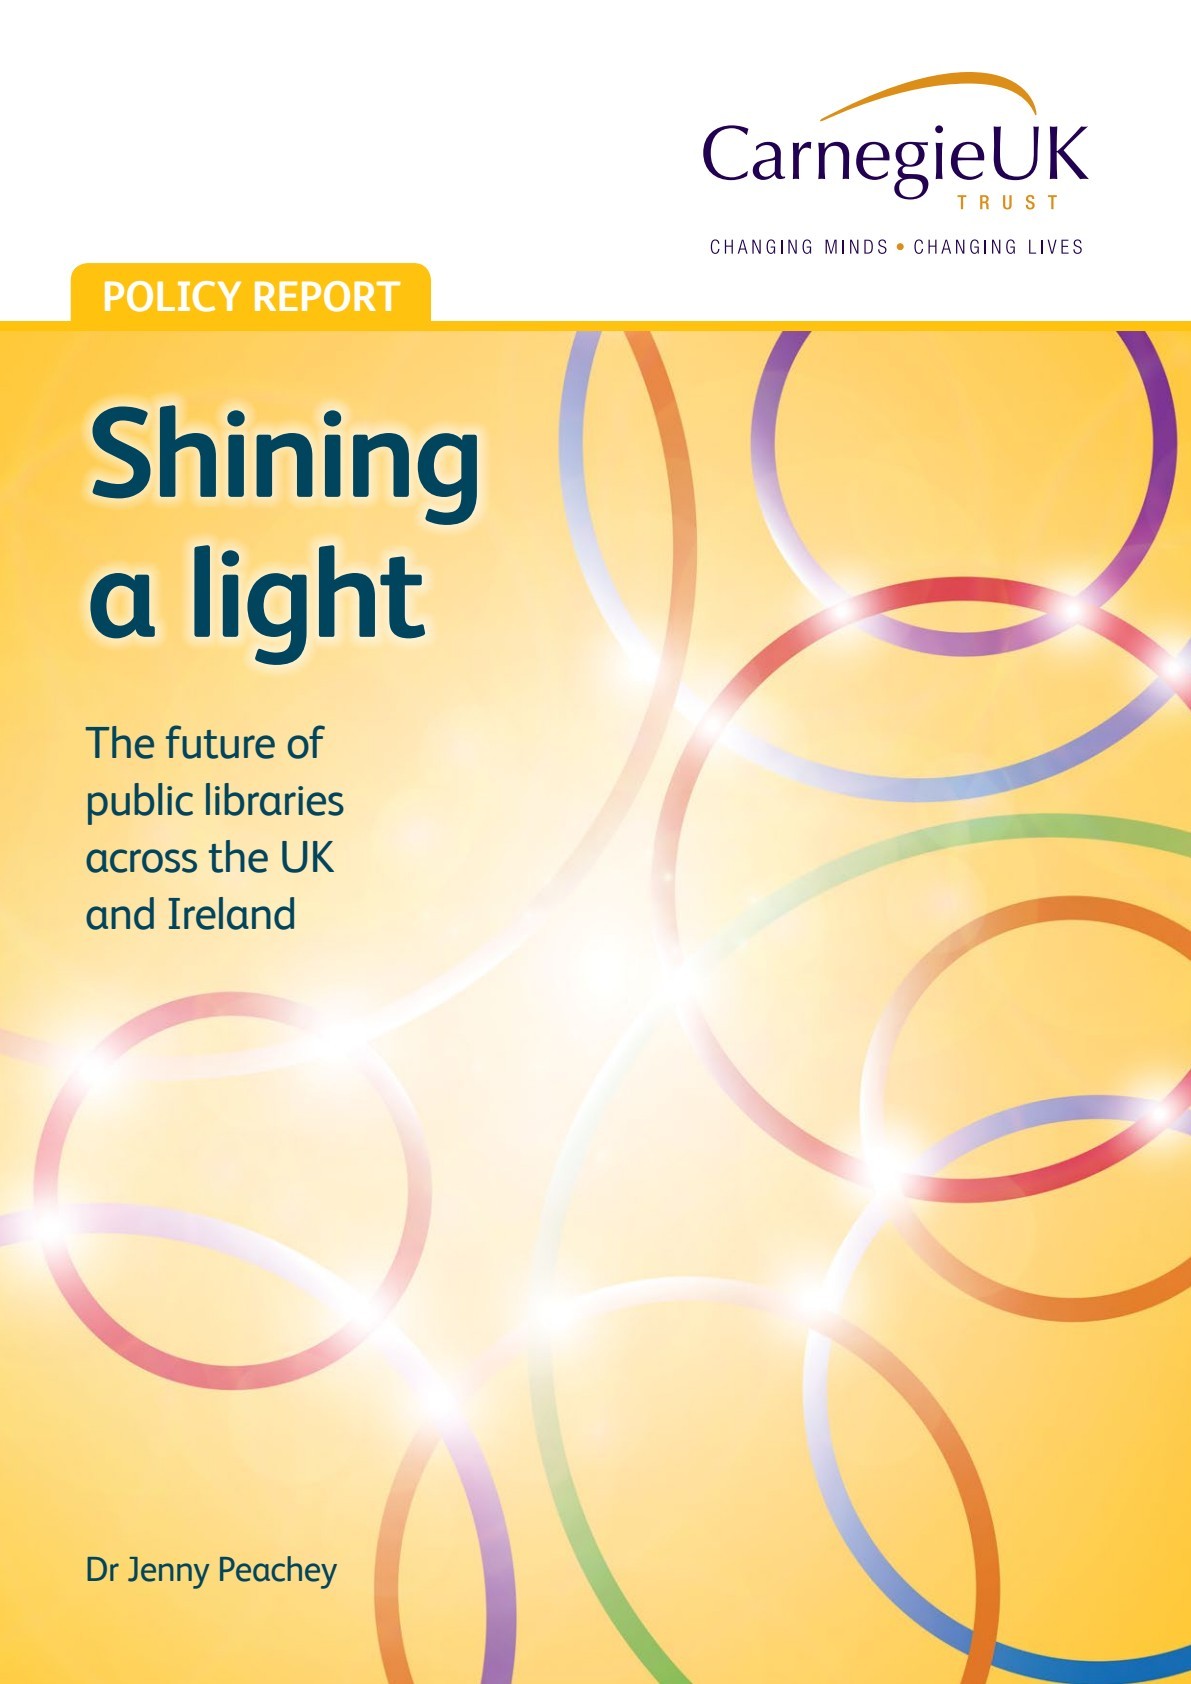 CarnegieUK
TRUST
CHANGING MINDS • CHANGING LIVES
POLICY REPORT
Shining
a light
The future of
public libraries
across the UK
and Ireland
Dr Jenny Peachey